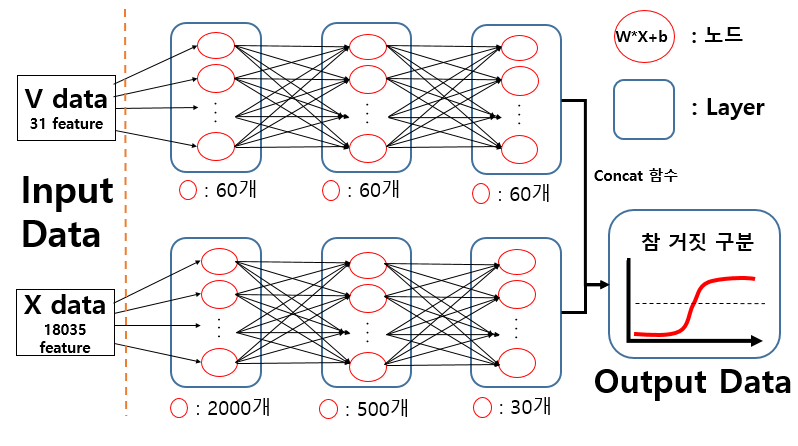 V data
31 feature
Input
Data
X data
18035
feature
: 60개
: 60개
: 60개
: 2000개
: 500개
: 30개
W*X+b
: 노드
: Layer
Concat 함수
참 거짓 구분
Output Data